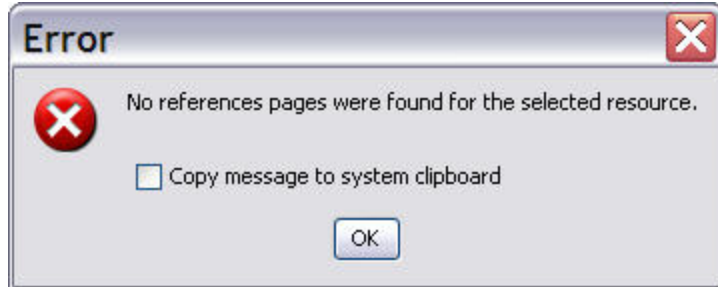 Error
No references pages were found for the selected resource.
Copy message to system clipboard
OK